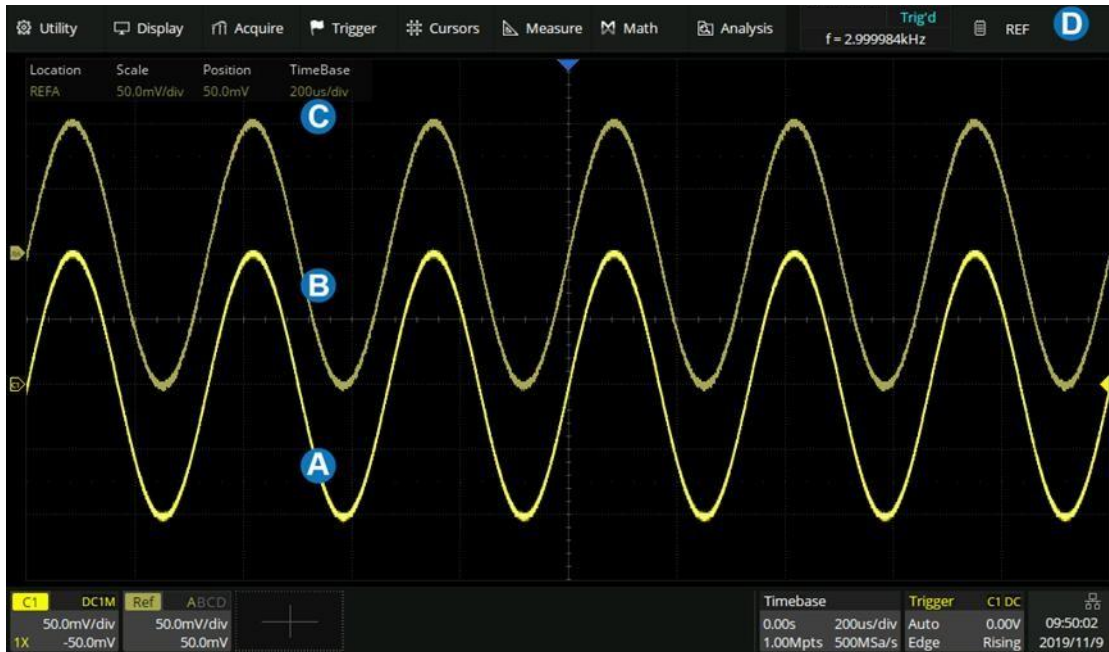 Utility Display Acquire Trigger Cursors Measure Math Analysis Trig'd
f = 2.999984kHz REF D
Location Scale Position TimeBase
REFA 50.0mV/div 50.0mV 200us/div
C
B
C1
A
C1 DC1M Ref ABCD Timebase Trigger C1 DC
50.0mV/div 50.0mV/div 0.00s 200us/div Auto 0.00V 09:50:02
1X -50.0mV 50.0mV 1.00Mpts 500MSa/s Edge Rising 2019/11/9